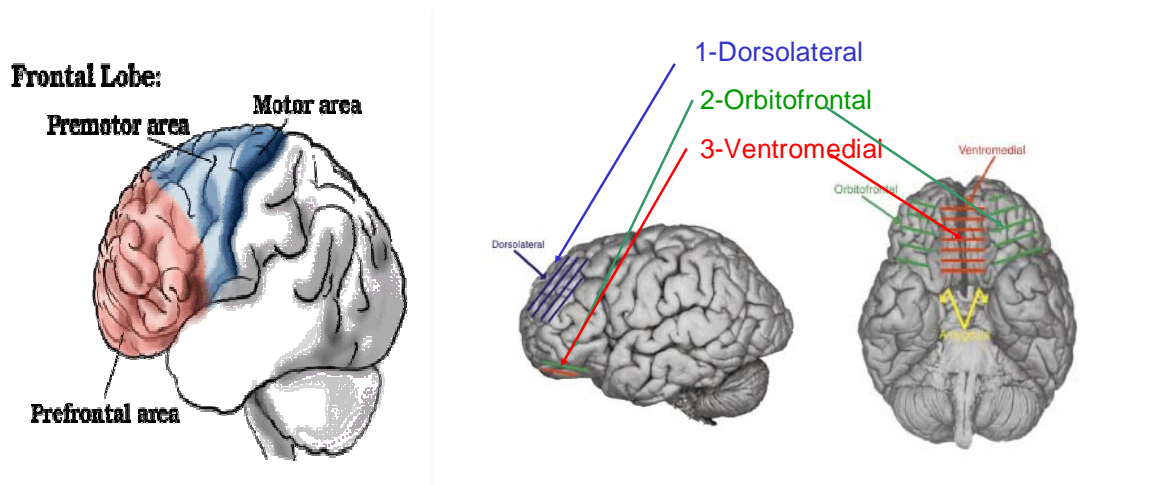 Frontal Lobe:
Motor area
Premotor area
Prefrontal area
1-Dorsolateral
2-Orbitofrontal
3-Ventromedial
Ventromedial
Orbitofrontal
Dorsolateral
Amygdala